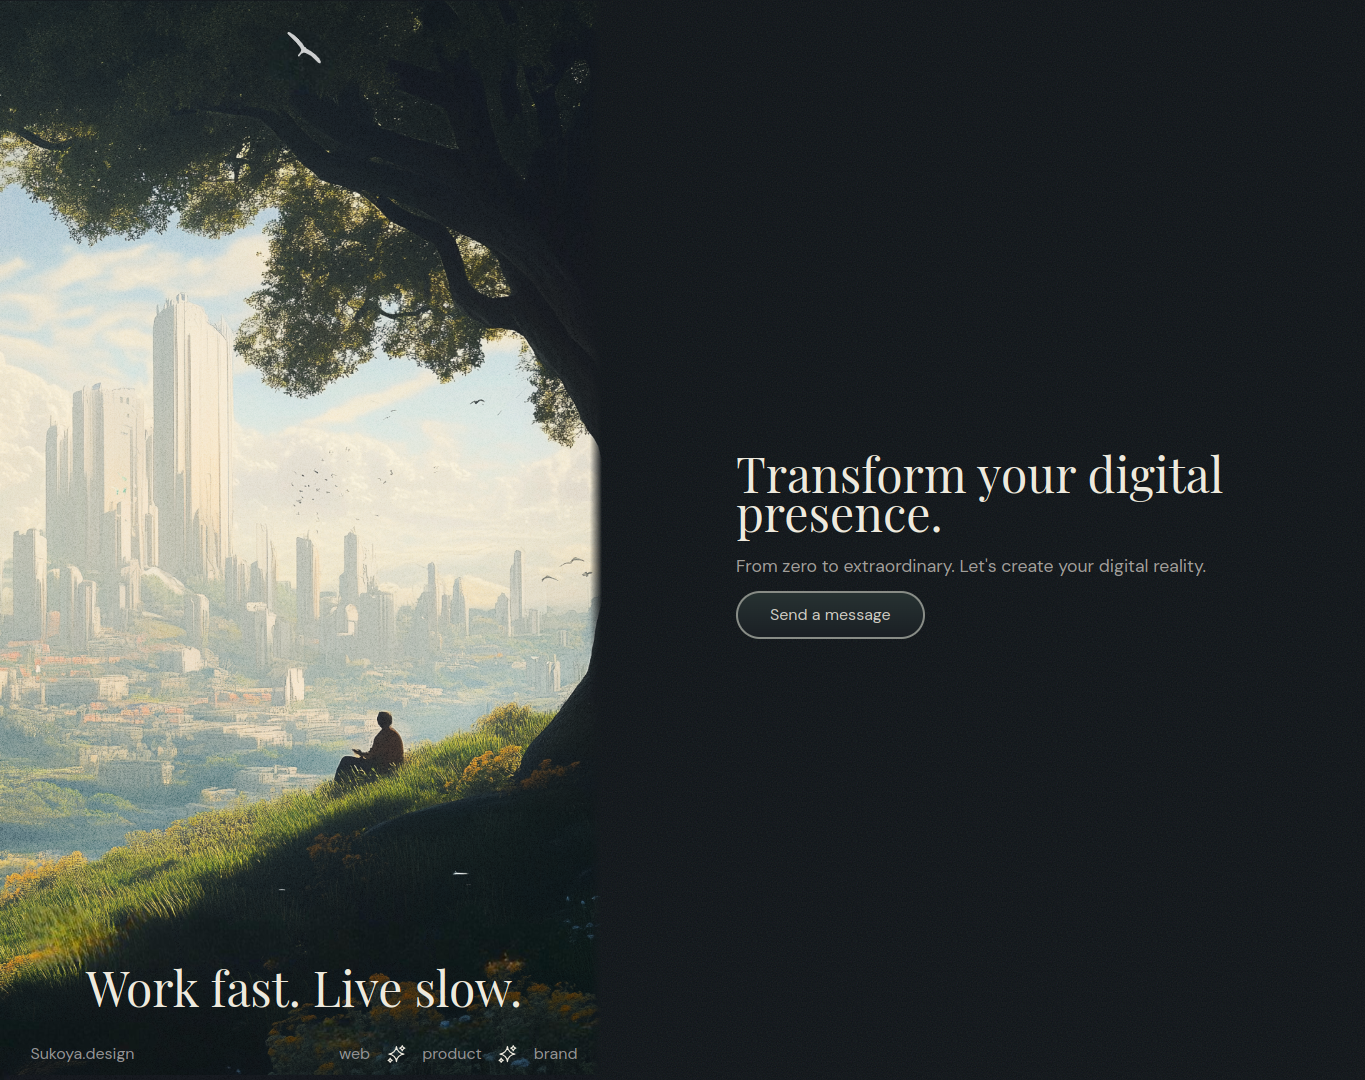 Work fast. Live slow.
Sukoya.design
web product brand
Transform your digital
presence.
From zero to extraordinary. Let's create your digital reality.
Send a message